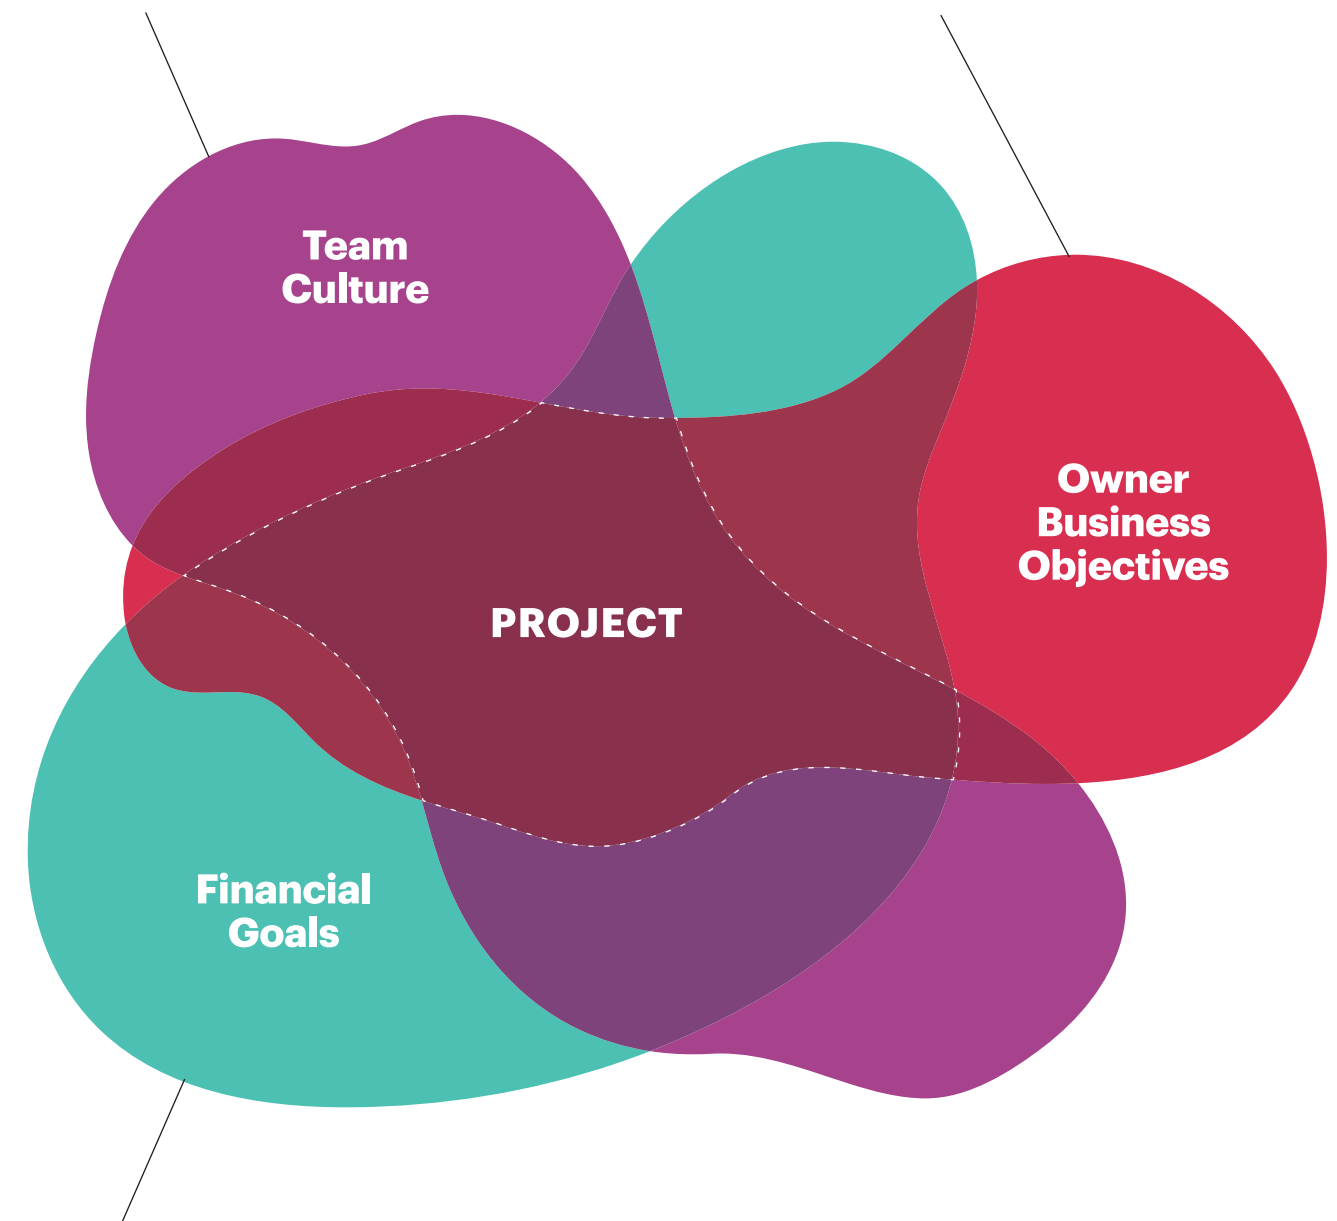 Team
Culture
Owner
Business
Objectives
PROJECT
Financial
Goals